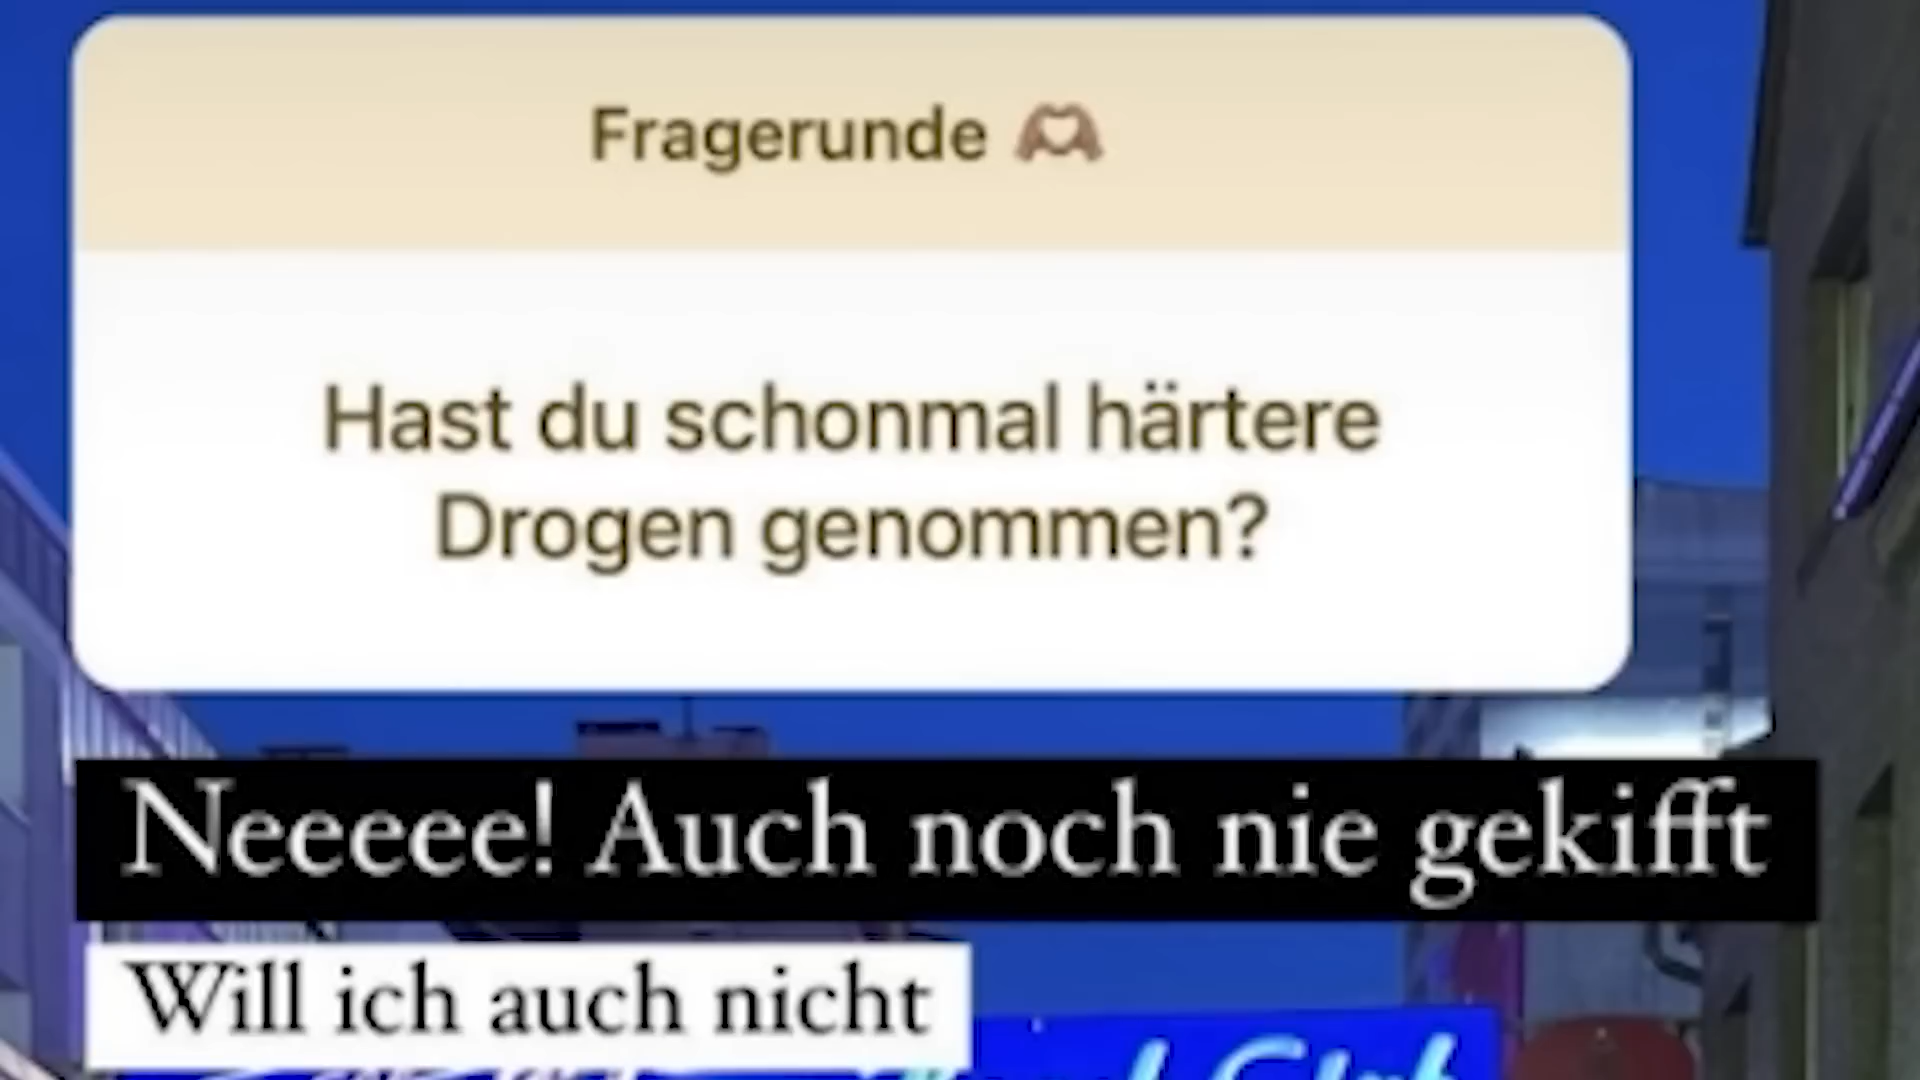 Fragerunde 🫶🏽
Hast du schonmal härtere
Drogen genommen?
Neeeee! Auch noch nie gekifft
Will ich auch nicht